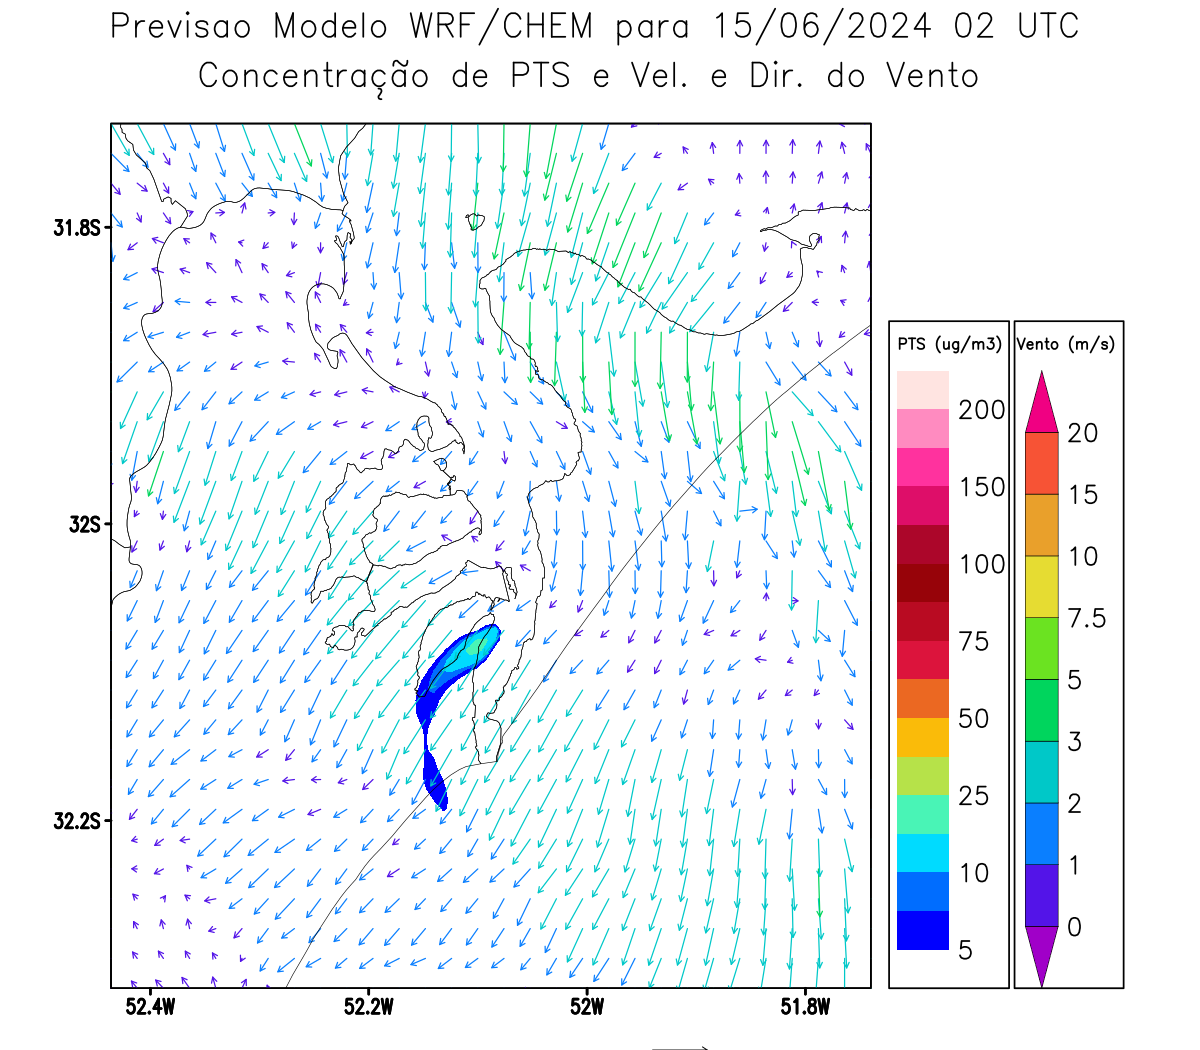 Previsao Modelo WRF/CHEM para 15/06/2024 02 UTC
Concentração de PTS e Vel. e Dir. do Vento
31.8S
32S
32.2S
52.4W
52.2W
52W
51.8W
PTS (ug/m3)
200
150
100
75
50
25
10
5
Vento (m/s)
20
15
10
7.5
5
3
2
1
0